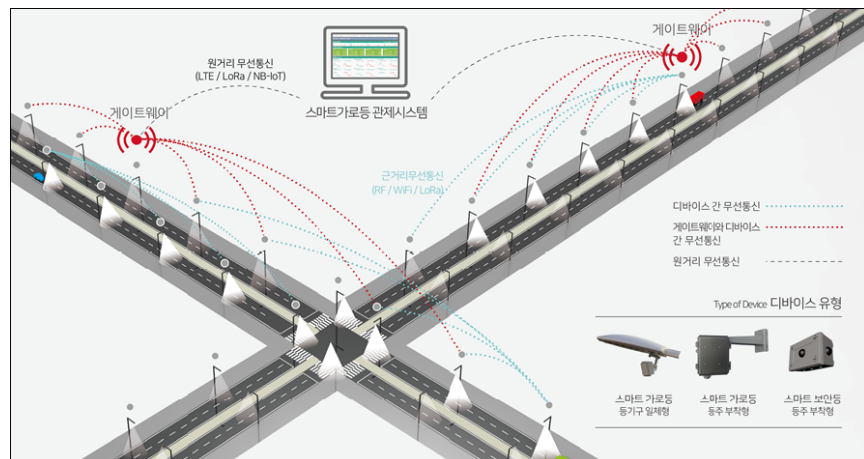 게이트웨이
원거리 무선통신
(LTE / LoRa / NB-IoT)
스마트가로등 관제시스템
게이트웨이
근거리무선통신
(RF / WiFi / LoRa)
디바이스 간 무선통신
게이트웨이와 디바이스
간 무선통신
원거리 무선통신
Type of Device 디바이스 유형
스마트 가로등
등기구 일체형
스마트 가로등
등주 부착형
스마트 보안등
등주 부착형